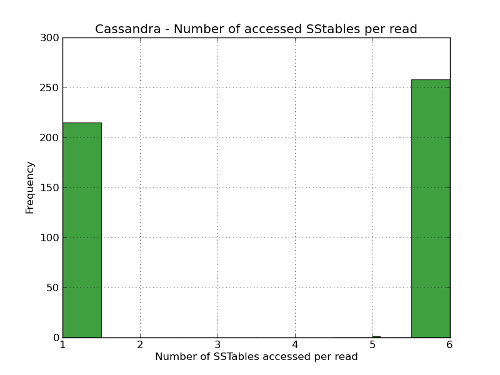 Cassandra - Number of accessed SStables per read
300
250
200
150
100
50
0
Frequency
1 2 3 4 5 6
Number of SSTables accessed per read